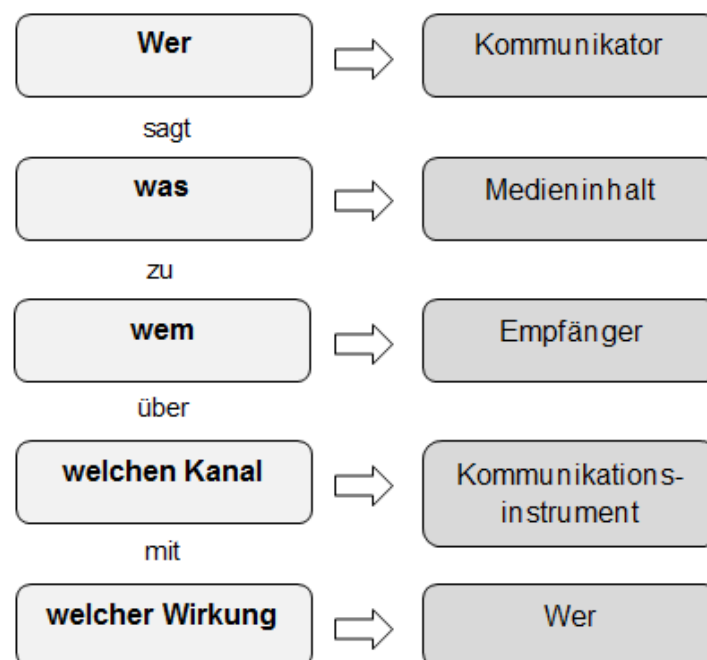 Wer
Kommunikator
sagt
was
Medieninhalt
zu
wem
Empfänger
über
welchen Kanal
Kommunikations-
instrument
mit
welcher Wirkung
Wer